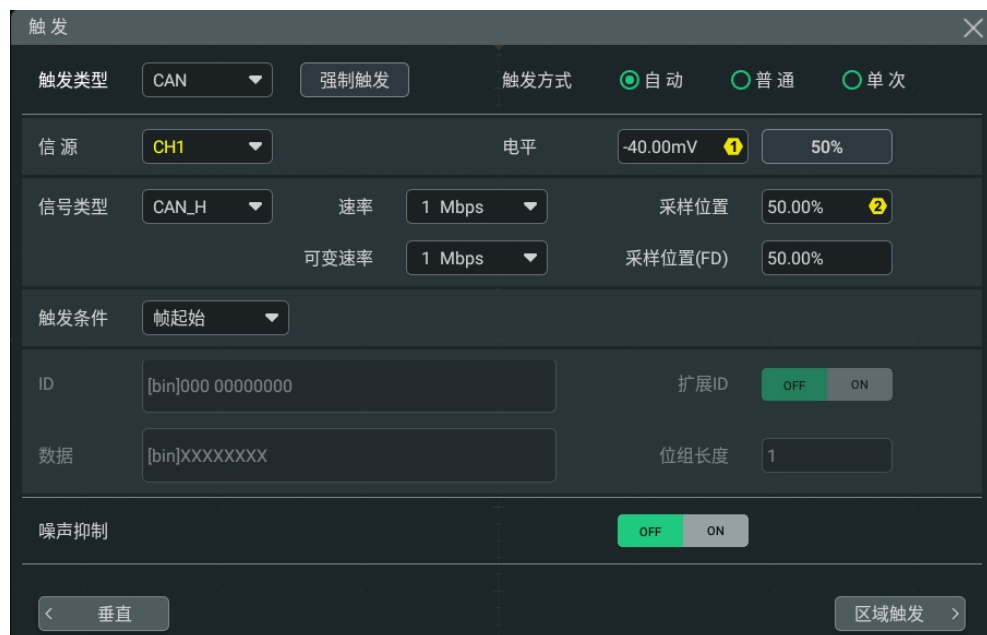 触发
触发类型 CAN 强制触发 触发方式 自动 普通 单次
信源 CH1 电平 -40.00mV 1 50%
信号类型 CAN_H 速率 1 Mbps 采样位置 50.00% 2
可变速率 1 Mbps 采样位置(FD) 50.00%
触发条件 帧起始
ID [bin]000 00000000 扩展ID OFF ON
数据 [bin]XXXXXXXX 位组长度 1
噪声抑制 OFF ON
< 垂直 区域触发 >